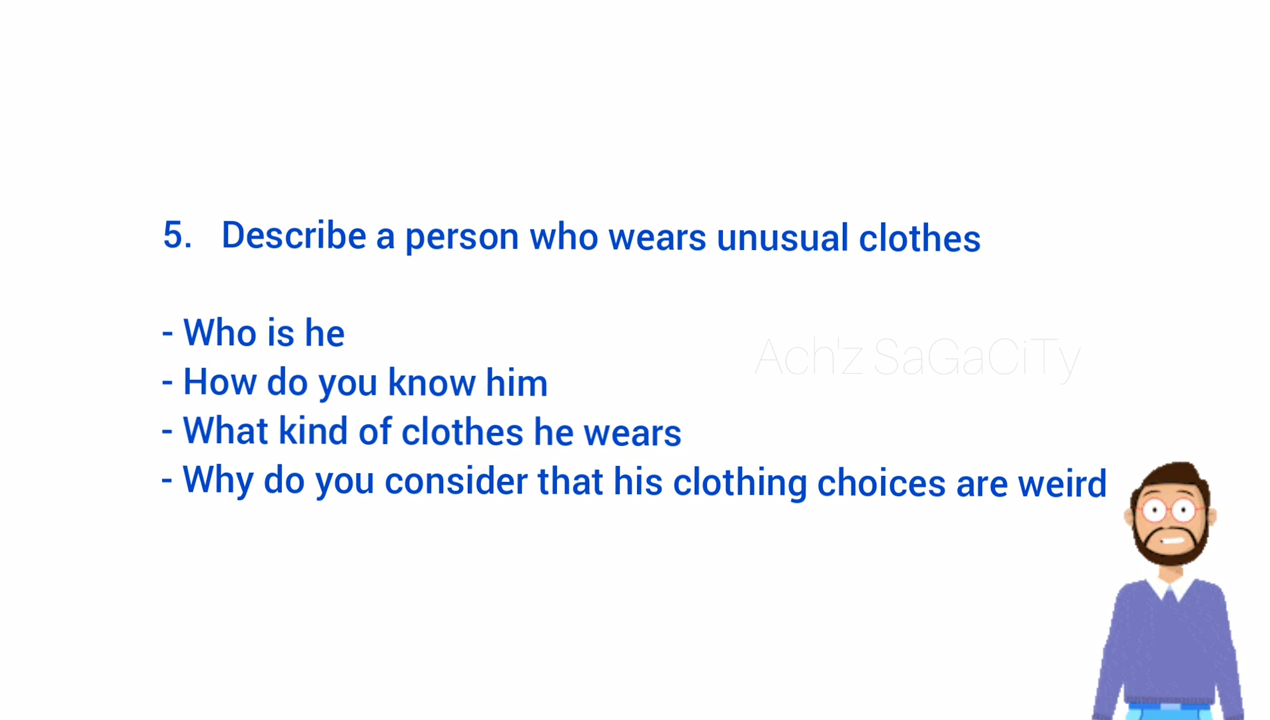 5. Describe a person who wears unusual clothes
- Who is he
- How do you know him
Ach'z SaGaCiTy
- What kind of clothes he wears
- Why do you consider that his clothing choices are weird